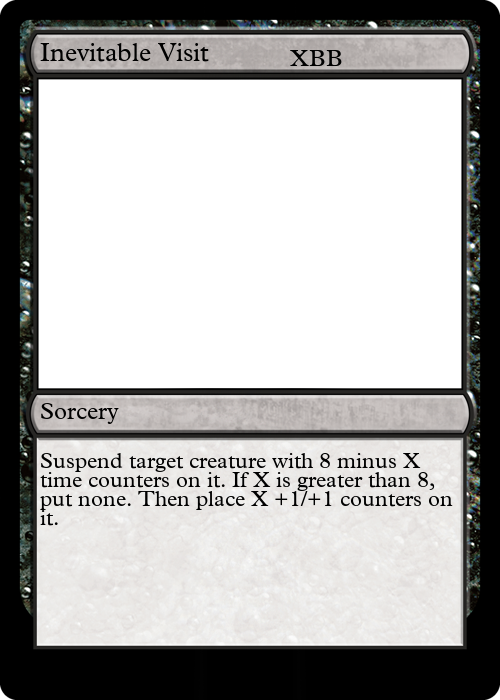 Inevitable Visit XBB
Sorcery
Suspend target creature with 8 minus X
time counters on it. If X is greater than 8,
put none. Then place X +1/+1 counters on
it.